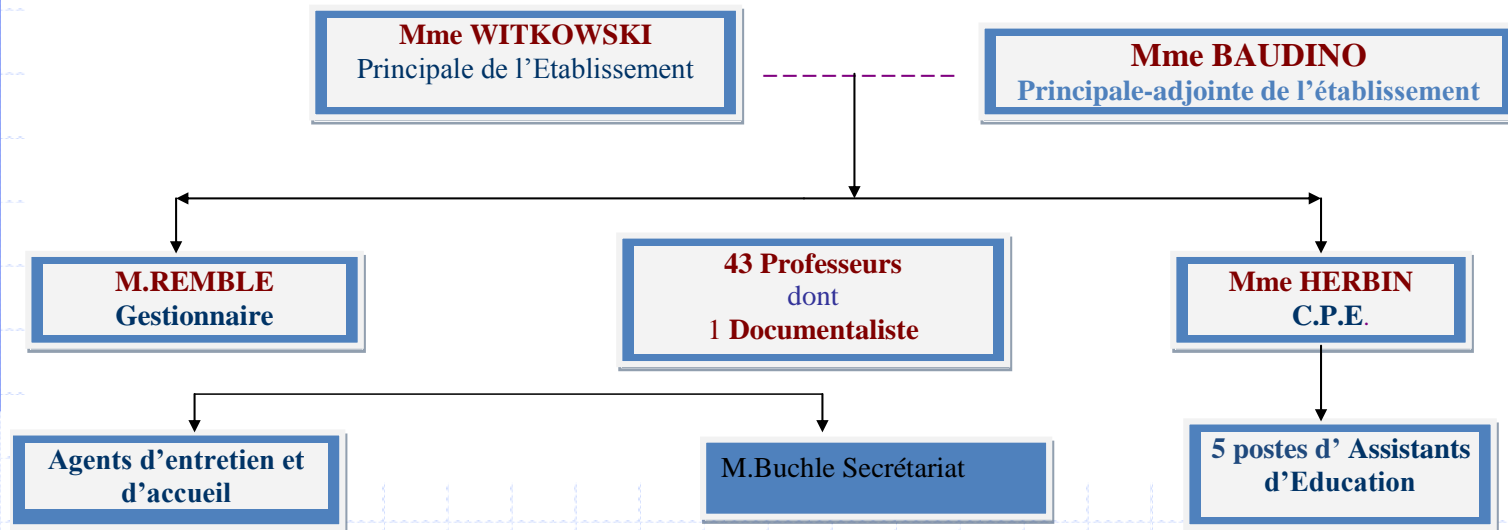 Mme WITKOWSKI
Principale de l’Etablissement
Mme BAUDINO
Principale-adjointe de l’établissement
M.REMBLE
Gestionnaire
43 Professeurs
dont
1 Documentaliste
Mme HERBIN
C.P.E.
Agents d’entretien et
d’accueil
M.Buchle Secrétariat
5 postes d’ Assistants
d’Education